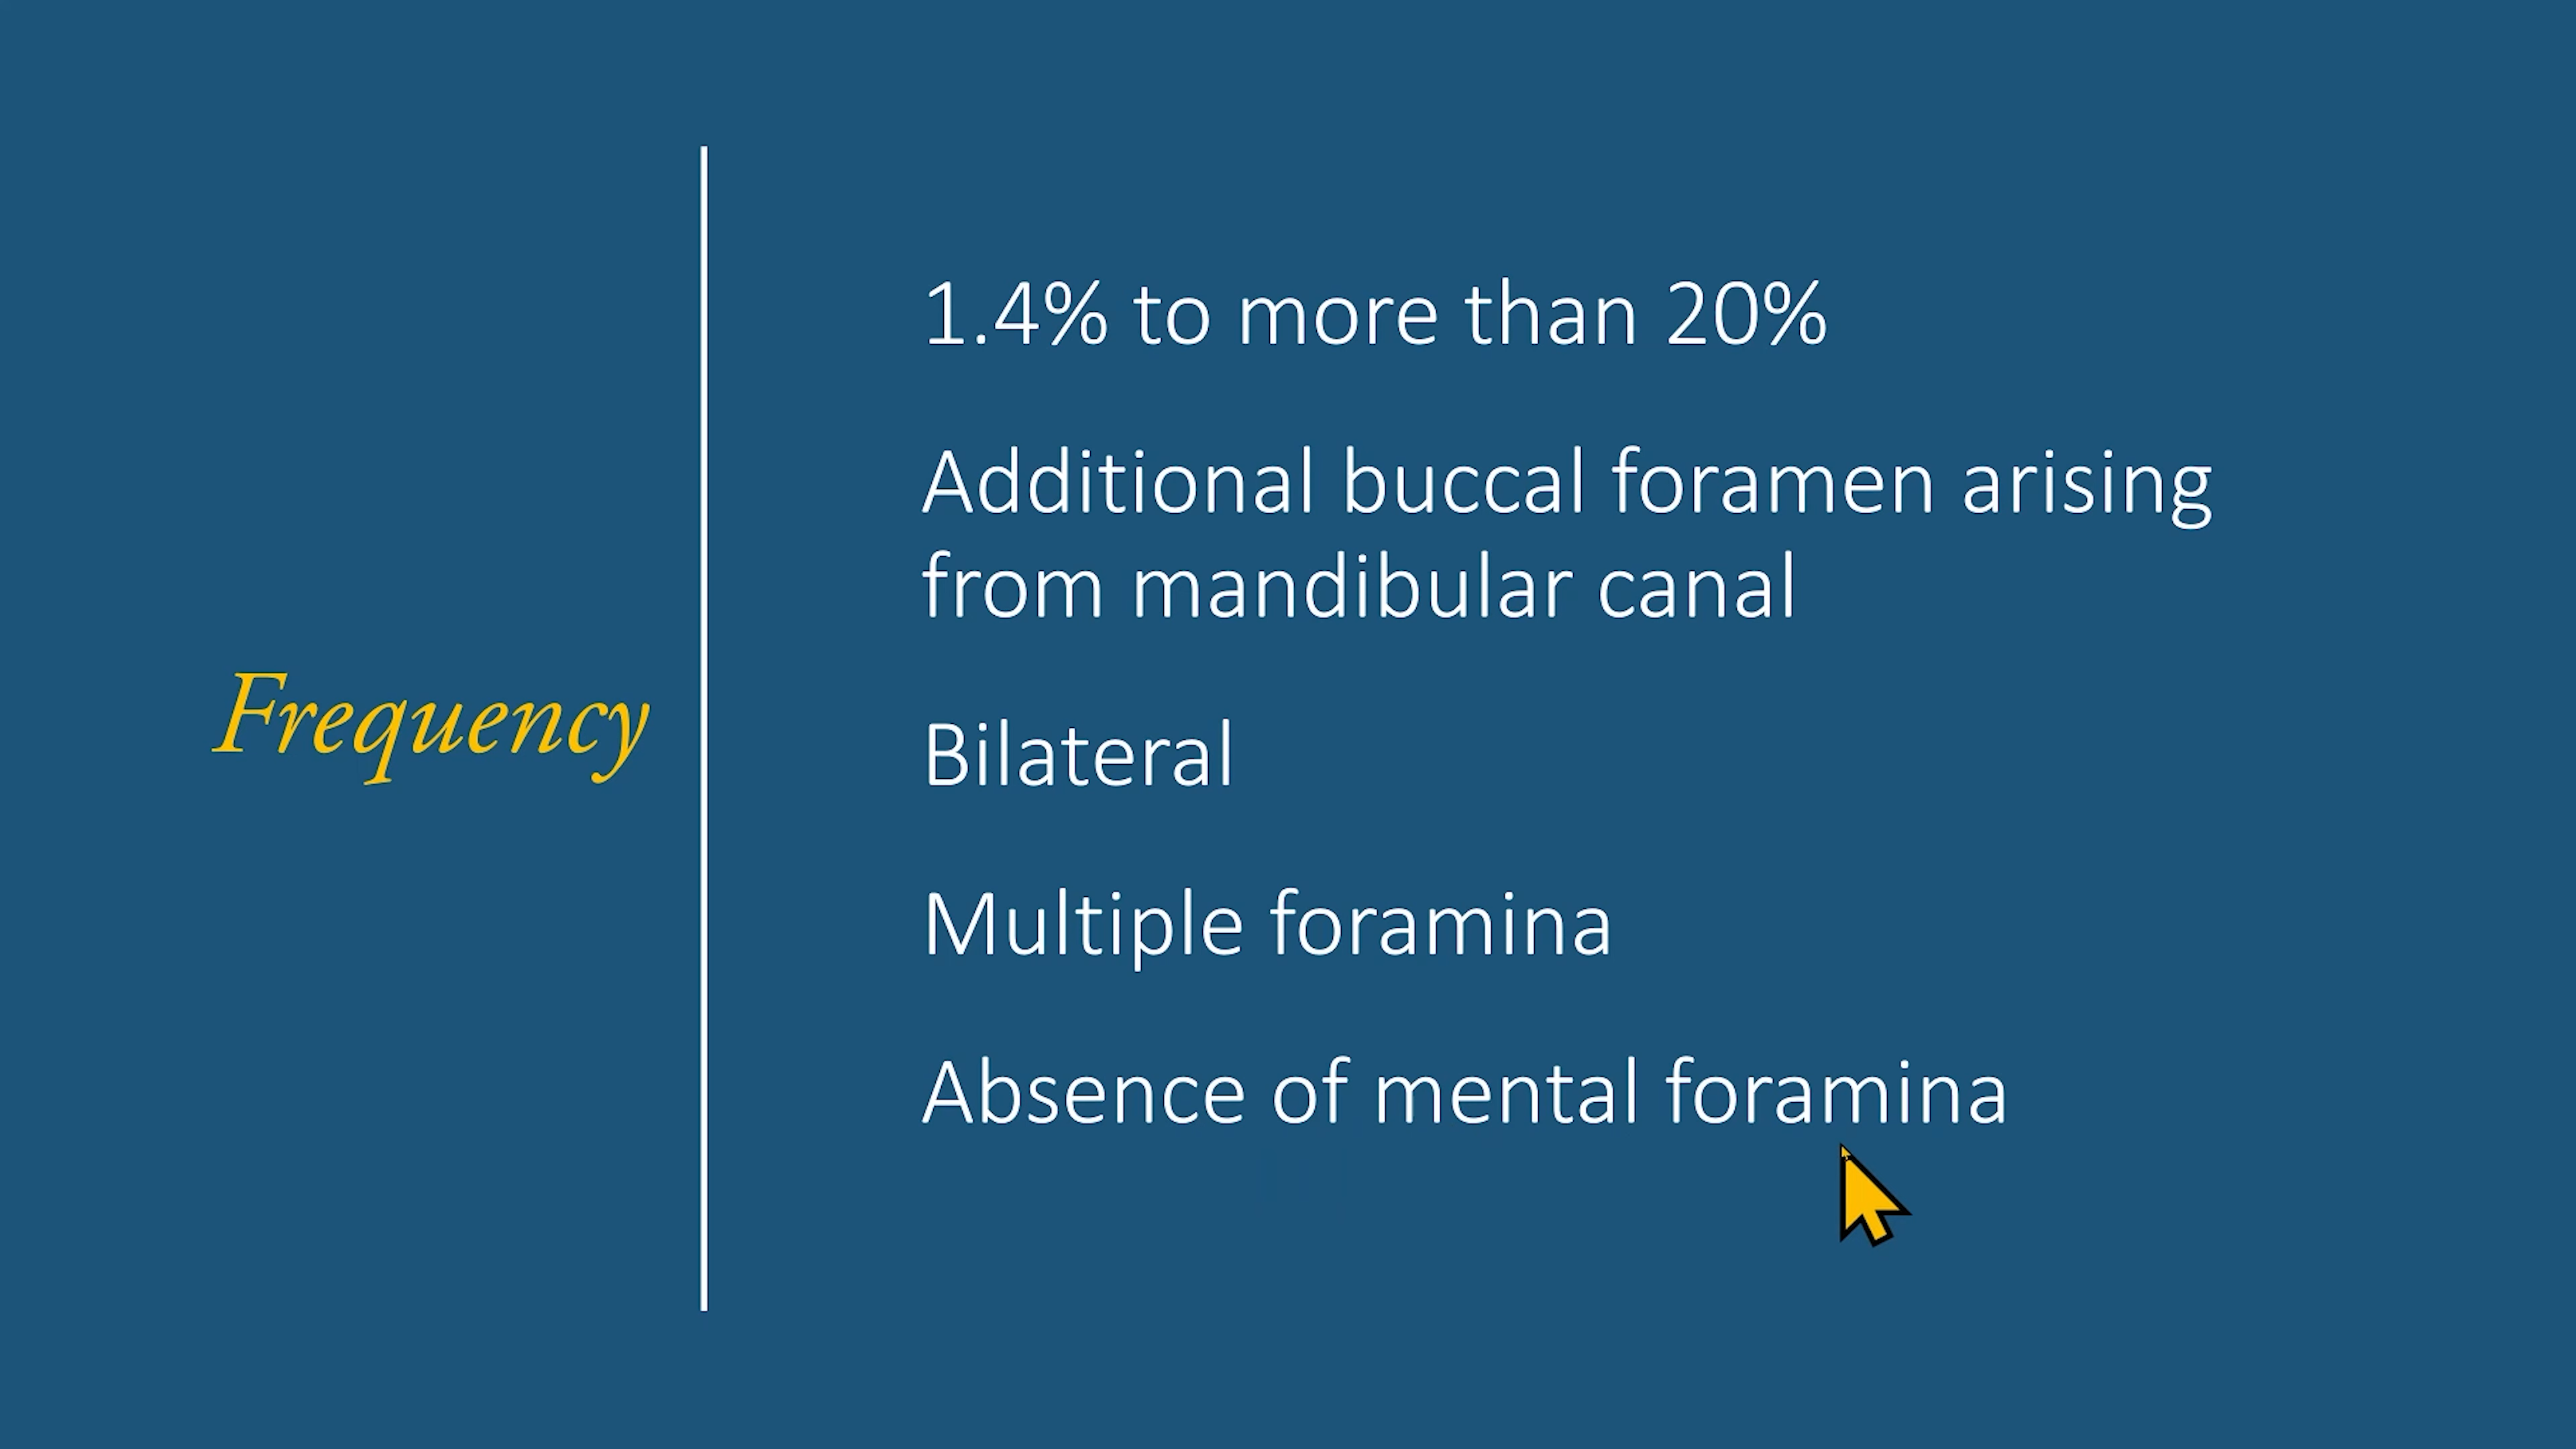 Frequency
1.4% to more than 20%
Additional buccal foramen arising
from mandibular canal
Bilateral
Multiple foramina
Absence of mental foramina